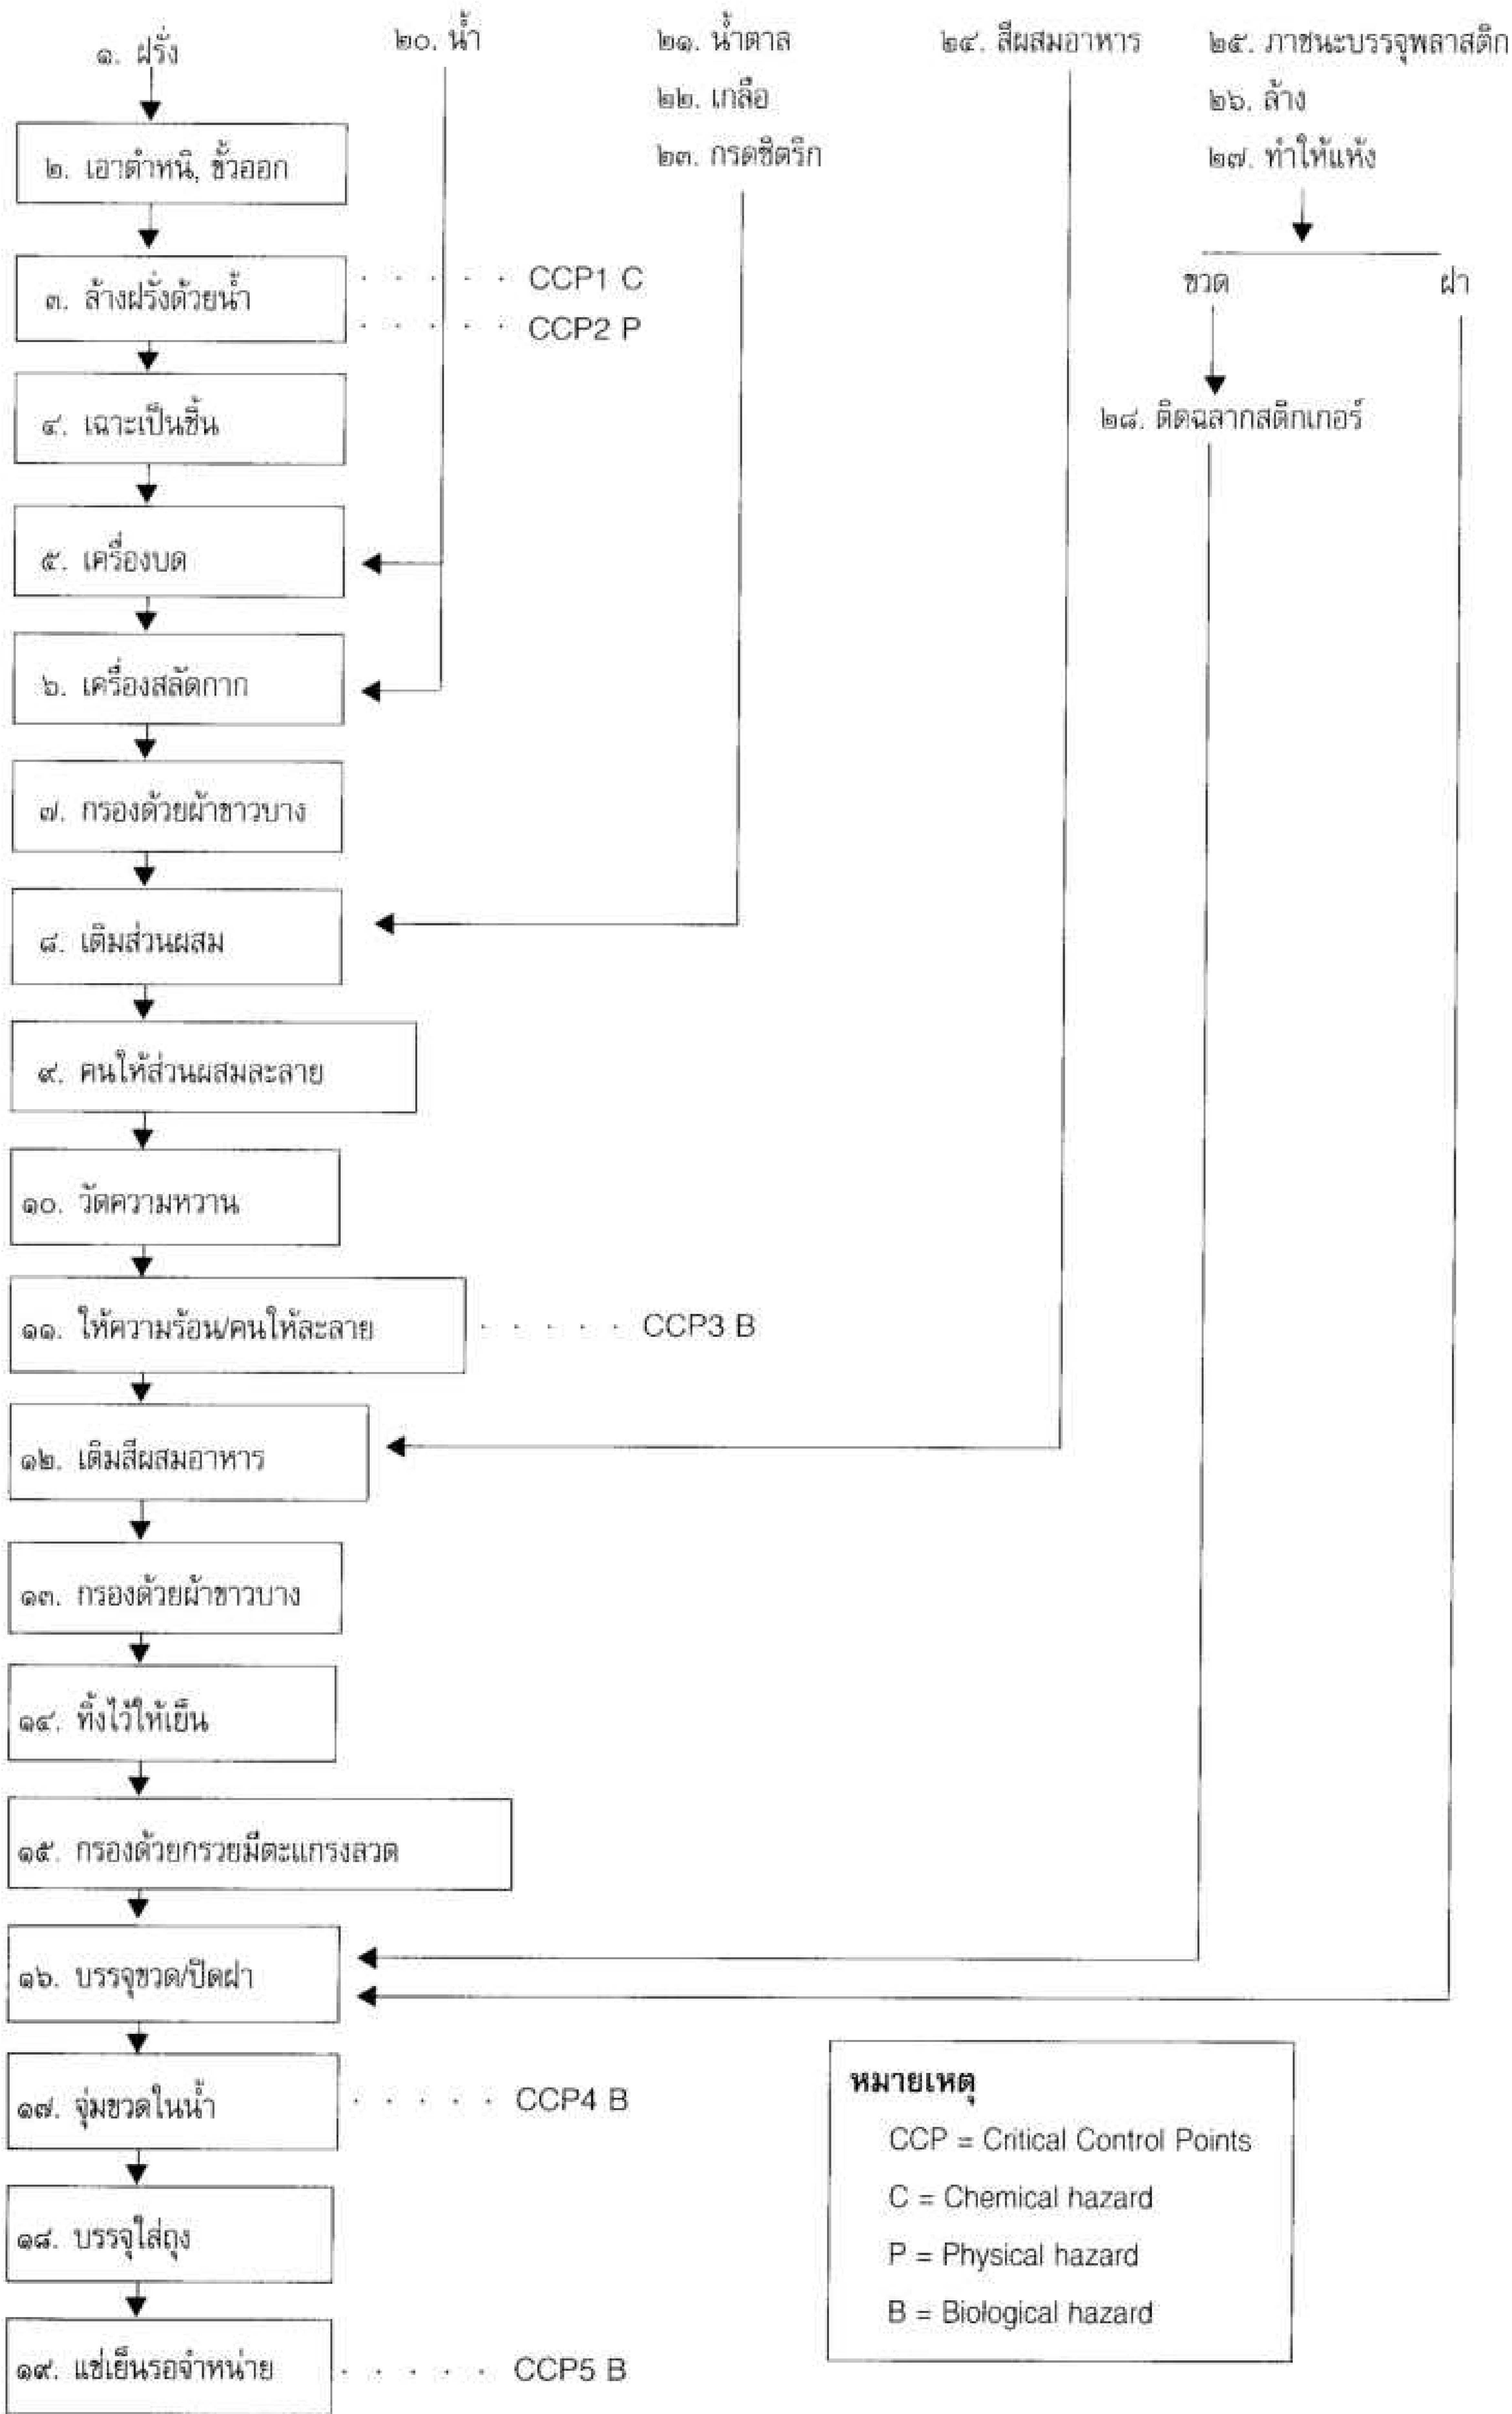 ๑. ฝรั่ง
๒๐. น้ำ
๒๑. น้ำตาล
๒๒. เกลือ
๒๓. กรดซิตริก
๒๔. สีผสมอาหาร
๒๕. ภาชนะบรรจุพลาสติก
๒๖. ล้าง
๒๗. ทำให้แห้ง
ขวด
ฝา
๒๘. ติดฉลากสติกเกอร์
๒. เอาตำหนิ, ขั้วออก
๓. ล้างฝรั่งด้วยน้ำ
CCP1 C
CCP2 P
๔. เฉาะเป็นชิ้น
๕. เครื่องบด
๖. เครื่องสลัดกาก
๗. กรองด้วยผ้าขาวบาง
๘. เติมส่วนผสม
๙. คนให้ส่วนผสมละลาย
๑๐. วัดความหวาน
๑๑. ให้ความร้อน/คนให้ละลาย
CCP3 B
๑๒. เติมสีผสมอาหาร
๑๓. กรองด้วยผ้าขาวบาง
๑๔. ทิ้งไว้ให้เย็น
๑๕. กรองด้วยกรวยมีตะแกรงลวด
๑๖. บรรจุขวด/ปิดฝา
๑๗. จุ่มขวดในน้ำ
CCP4 B
๑๘. บรรจุใส่ถุง
๑๙. แช่เย็นรอจำหน่าย
CCP5 B
หมายเหตุ
CCP = Critical Control Points
C = Chemical hazard
P = Physical hazard
B = Biological hazard